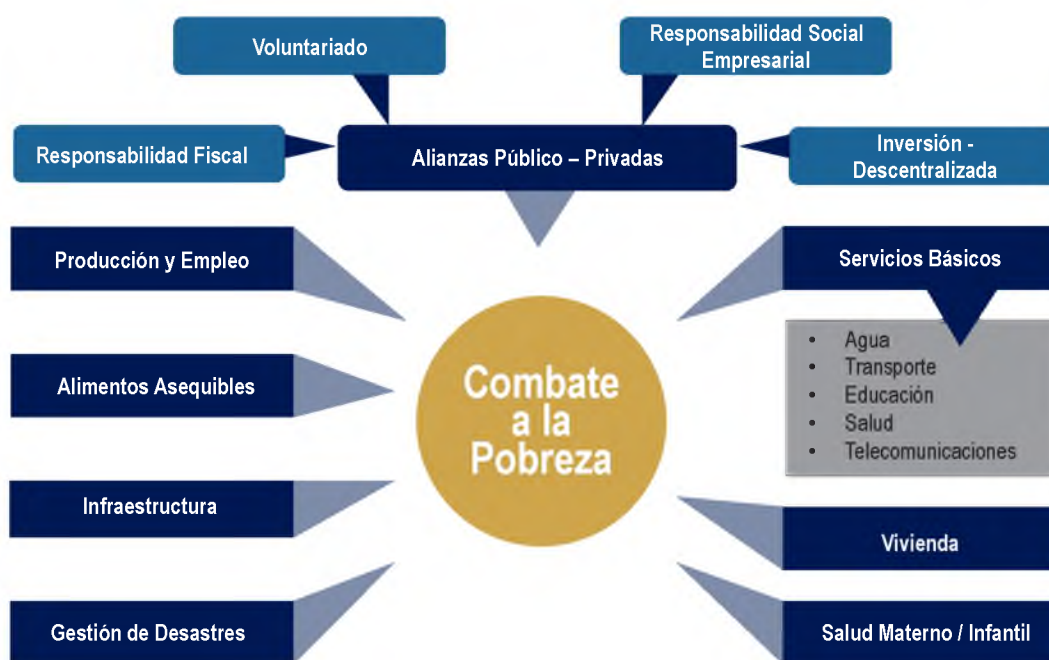 Voluntariado
Responsabilidad Social
Empresarial
Responsabilidad Fiscal
Alianzas Público – Privadas
Inversión -
Descentralizada
Producción y Empleo
Servicios Básicos
• Agua
• Transporte
• Educación
• Salud
• Telecomunicaciones
Alimentos Asequibles
Combate
a la
Pobreza
Infraestructura
Vivienda
Gestión de Desastres
Salud Materno / Infantil